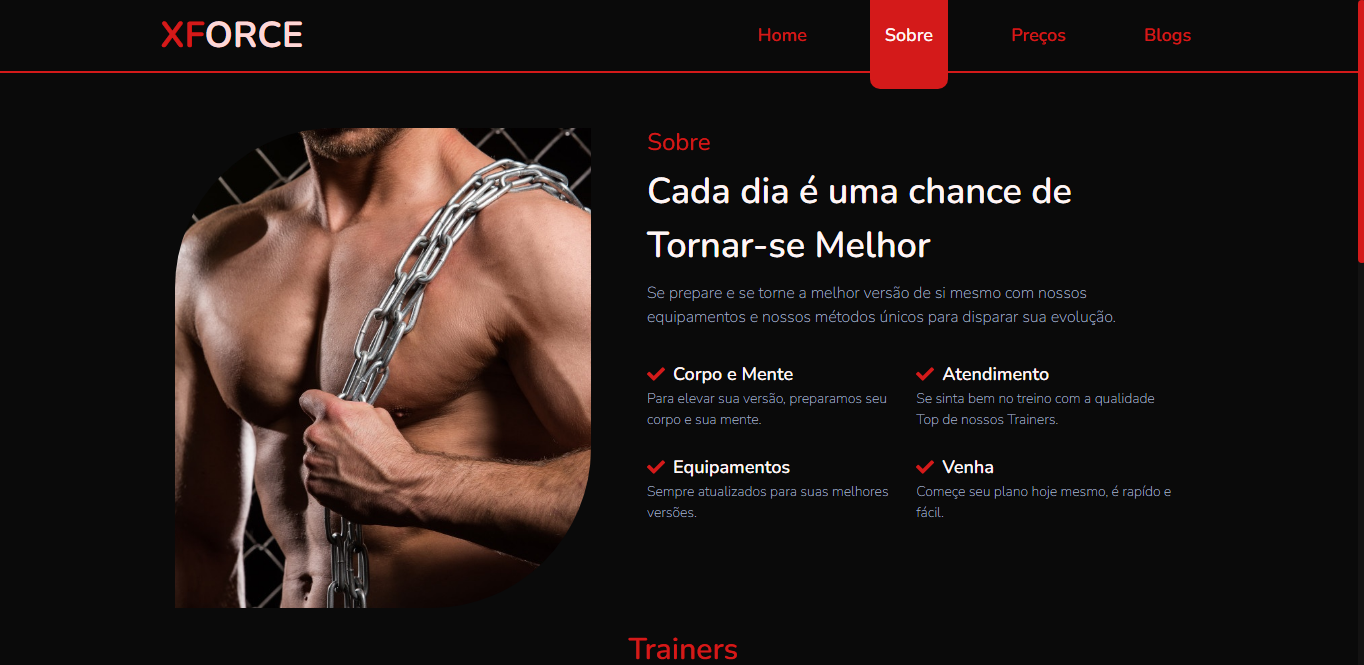 XFORCE
Home Sobre Preços Blogs
Sobre
Cada dia é uma chance de
Tornar-se Melhor
Se prepare e se torne a melhor versão de si mesmo com nossos
equipamentos e nossos métodos únicos para disparar sua evolução.
Corpo e Mente
Para elevar sua versão, preparamos seu
corpo e sua mente.
Atendimento
Se sinta bem no treino com a qualidade
Top de nossos Trainers.
Equipamentos
Sempre atualizados para suas melhores
versões.
Venha
Começe seu plano hoje mesmo, é rapído e
fácil.
Trainers